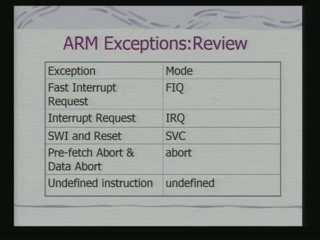 ARM Exceptions:Review
Exception Mode
Fast Interrupt FIQ
Request
Interrupt Request IRQ
SWI and Reset SVC
Pre-fetch Abort & abort
Data Abort
Undefined instruction undefined